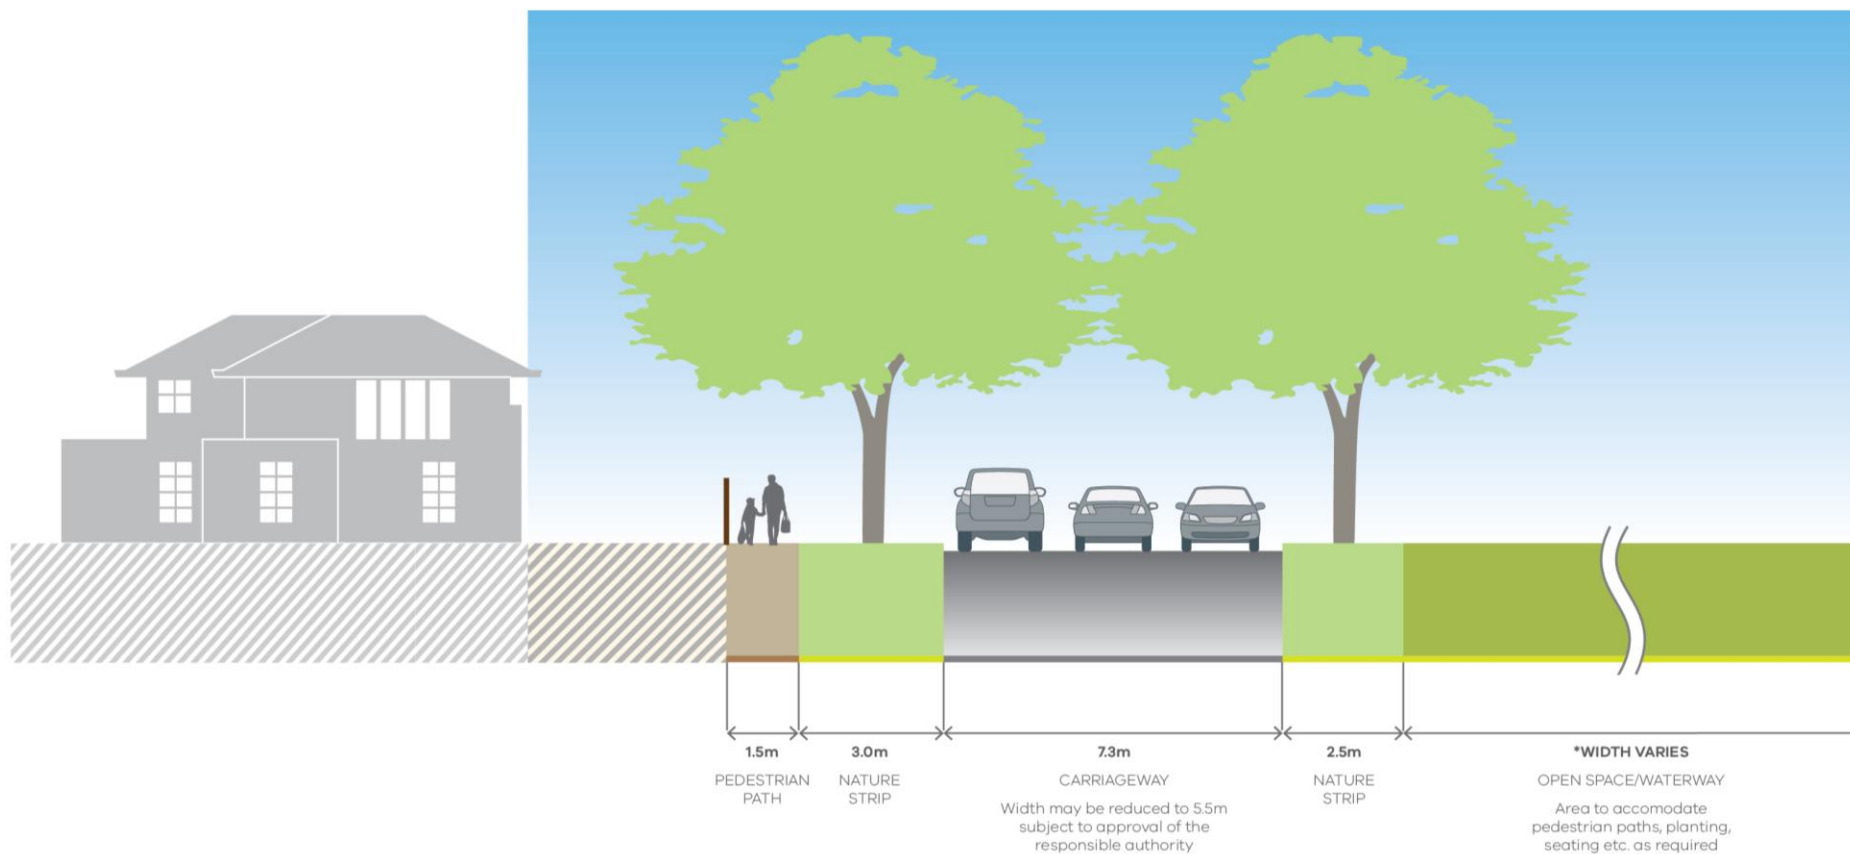 1.5m
PEDESTRIAN
PATH
3.0m
NATURE
STRIP
7.3m
CARRIAGEWAY
Width may be reduced to 5.5m
subject to approval of the
responsible authority
2.5m
NATURE
STRIP
*WIDTH VARIES
OPEN SPACE/WATERWAY
Area to accomodate
pedestrian paths, planting,
seating etc. as required